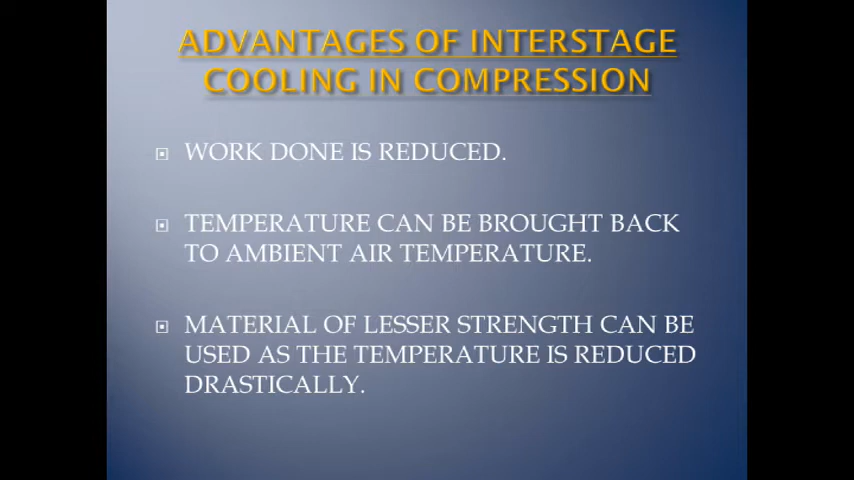 ADVANTAGES OF INTERSTAGE
COOLING IN COMPRESSION
WORK DONE IS REDUCED.
TEMPERATURE CAN BE BROUGHT BACK
TO AMBIENT AIR TEMPERATURE.
MATERIAL OF LESSER STRENGTH CAN BE
USED AS THE TEMPERATURE IS REDUCED
DRASTICALLY.